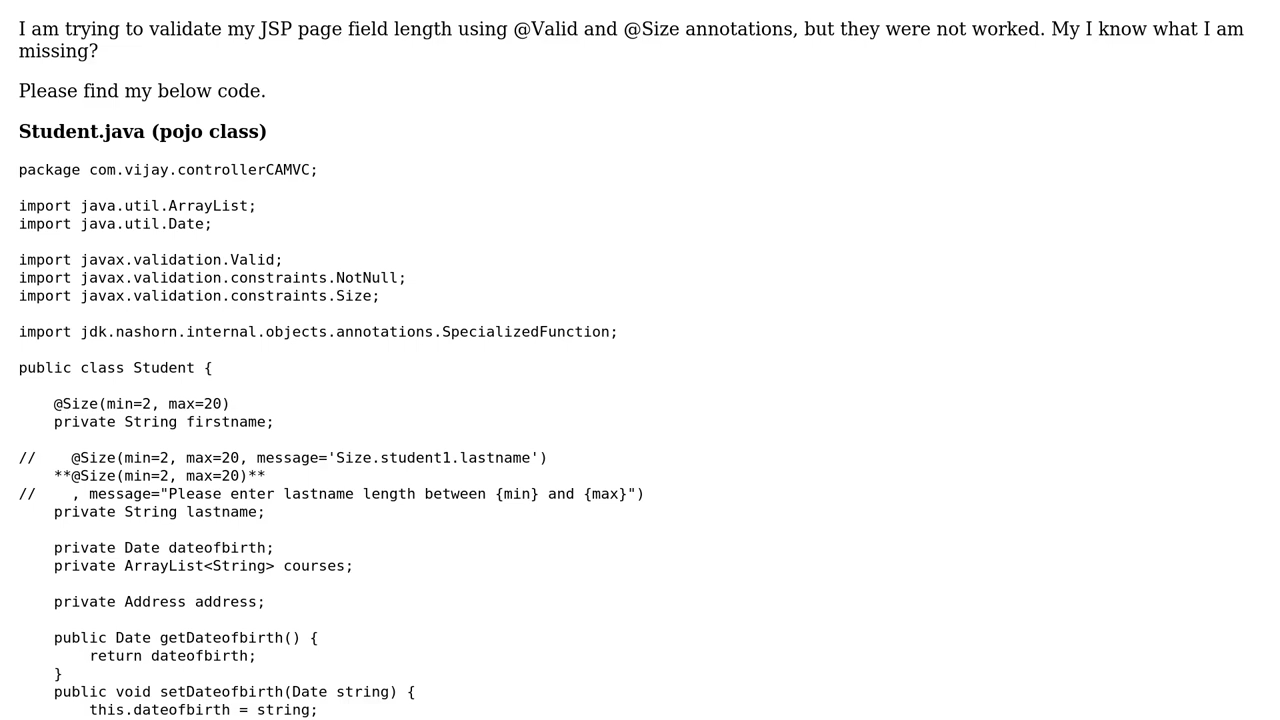 I am trying to validate my JSP page field length using @Valid and @Size annotations, but they were not worked. My I know what I am
missing?
Please find my below code.
Student.java (pojo class)
package com.vijay.controllerCAMVC;
import java.util.ArrayList;
import java.util.Date;
import javax.validation.Valid;
import javax.validation.constraints.NotNull;
import javax.validation.constraints.Size;
import jdk.nashorn.internal.objects.annotations.SpecializedFunction;
public class Student {
    @Size(min=2, max=20)
    private String firstname;
//    @Size(min=2, max=20, message='Size.student1.lastname')
    **@Size(min=2, max=20)**
//    , message="Please enter lastname length between {min} and {max}")
    private String lastname;
    private Date dateofbirth;
    private ArrayList<String> courses;
    private Address address;
    public Date getDateofbirth() {
        return dateofbirth;
    }
    public void setDateofbirth(Date string) {
        this.dateofbirth = string;